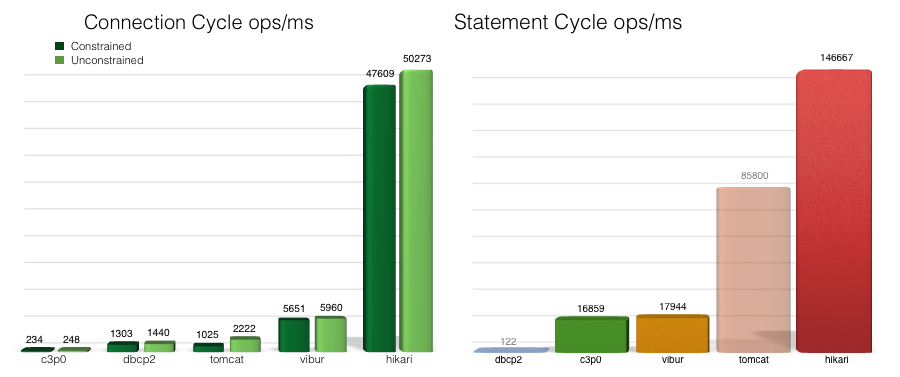 Connection Cycle ops/ms
Constrained
Unconstrained
234
248
1303
1440
1025
2222
5651
5960
47609
50273
c3p0
dbcp2
tomcat
vibur
hikari
Statement Cycle ops/ms
122
16859
17944
85800
146667
dbcp2
c3p0
vibur
tomcat
hikari